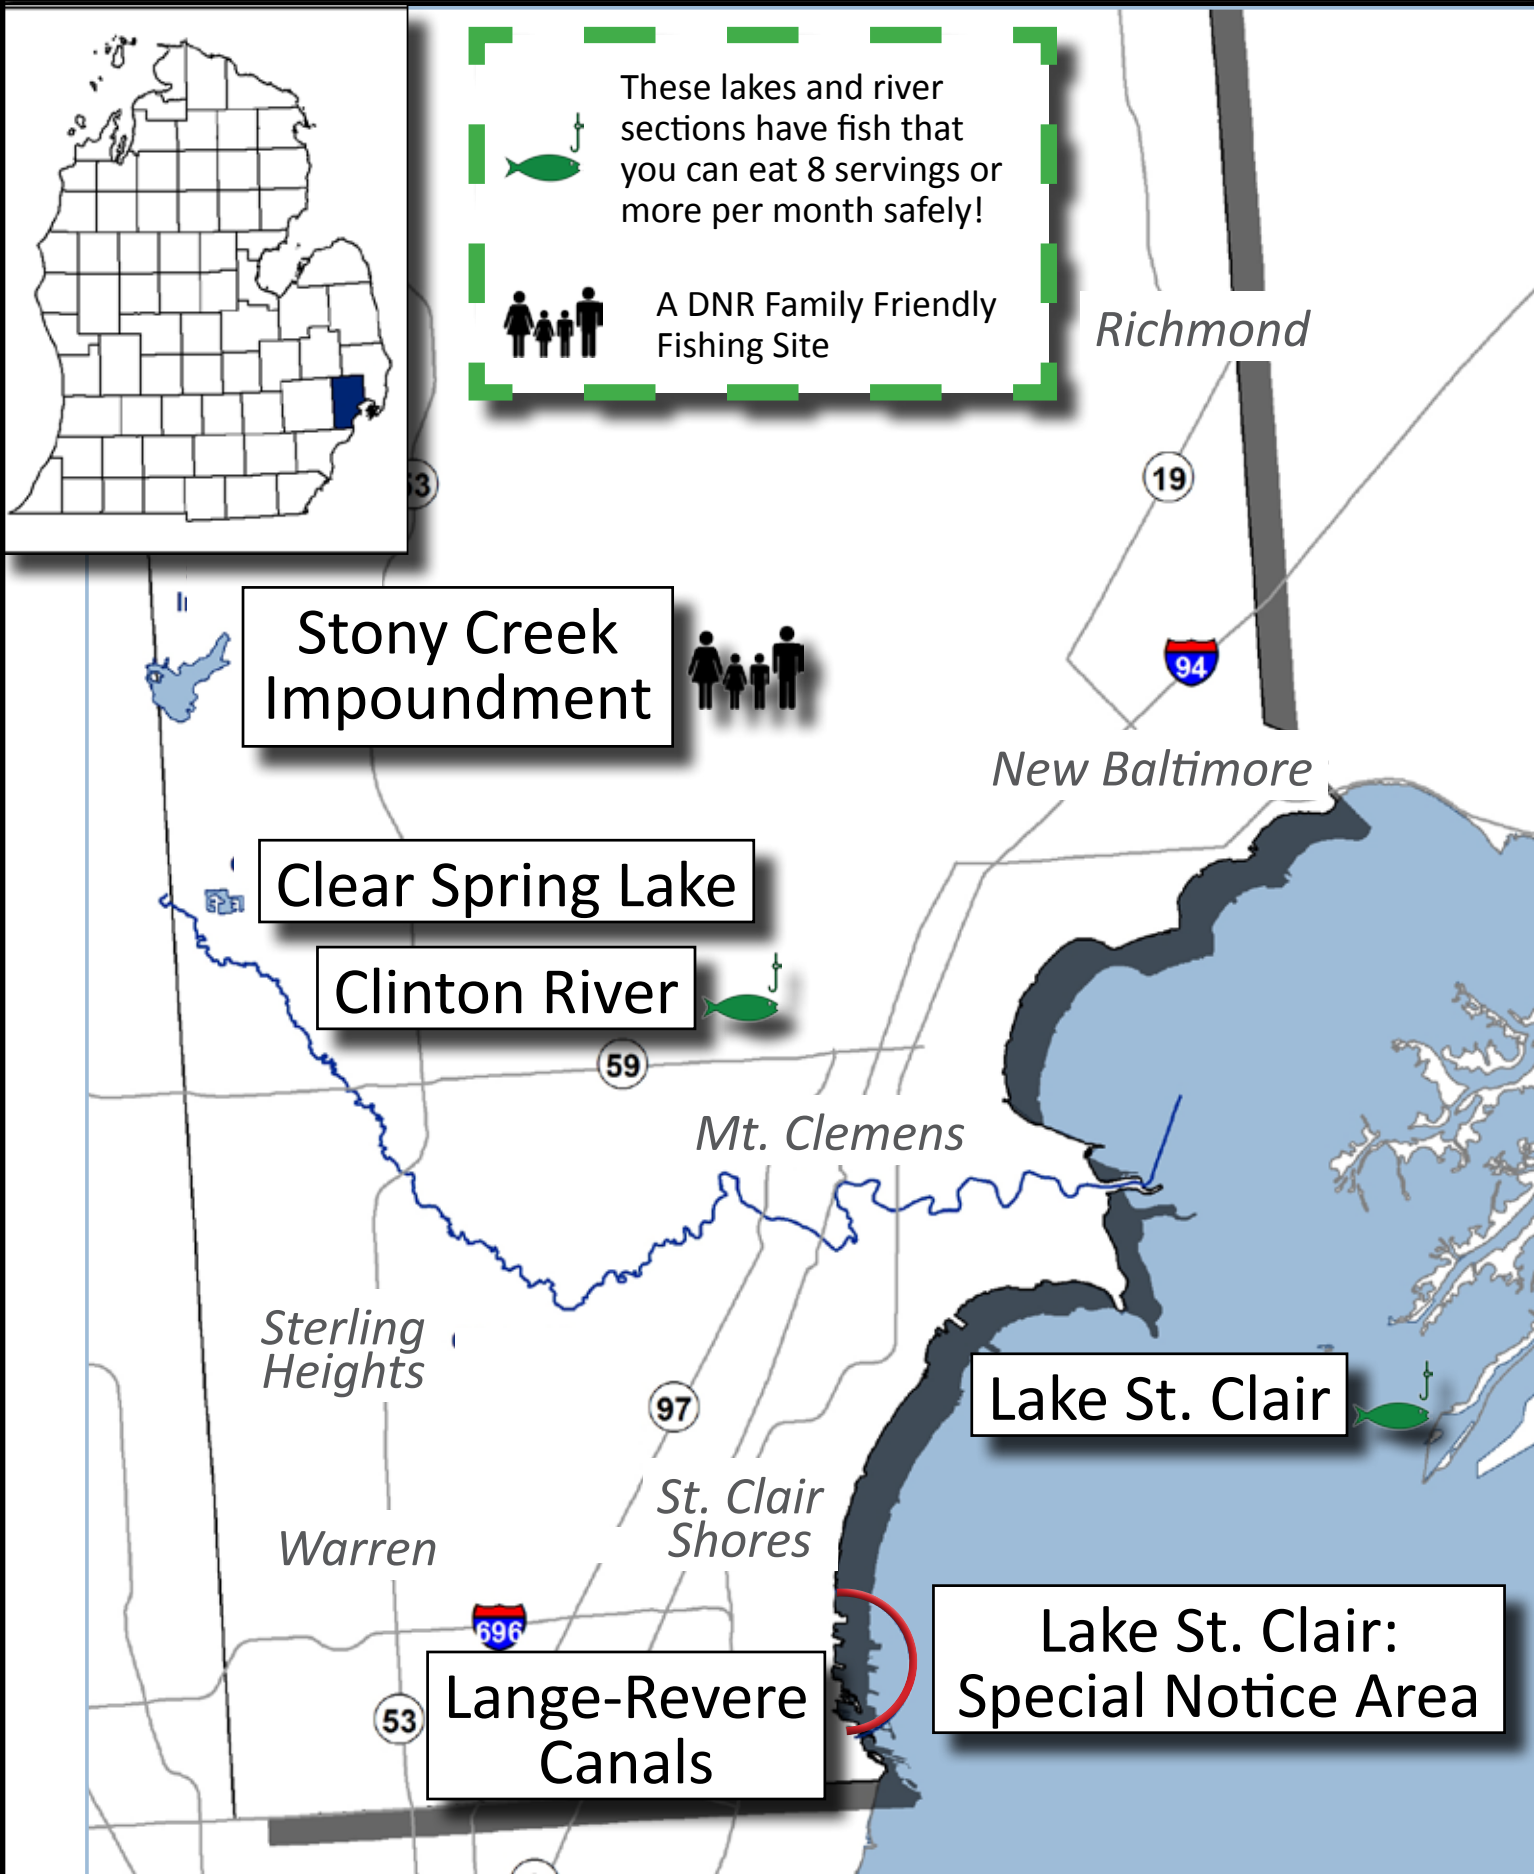 These lakes and river
sections have fish that
you can eat 8 servings or
more per month safely!
A DNR Family Friendly
Fishing Site
Richmond
19
53
94
Stony Creek
Impoundment
New Baltimore
Clear Spring Lake
Clinton River
59
Mt. Clemens
Sterling
Heights
Lake St. Clair
97
St. Clair
Shores
Warren
696
Lake St. Clair:
Special Notice Area
Lange-Revere
Canals
53